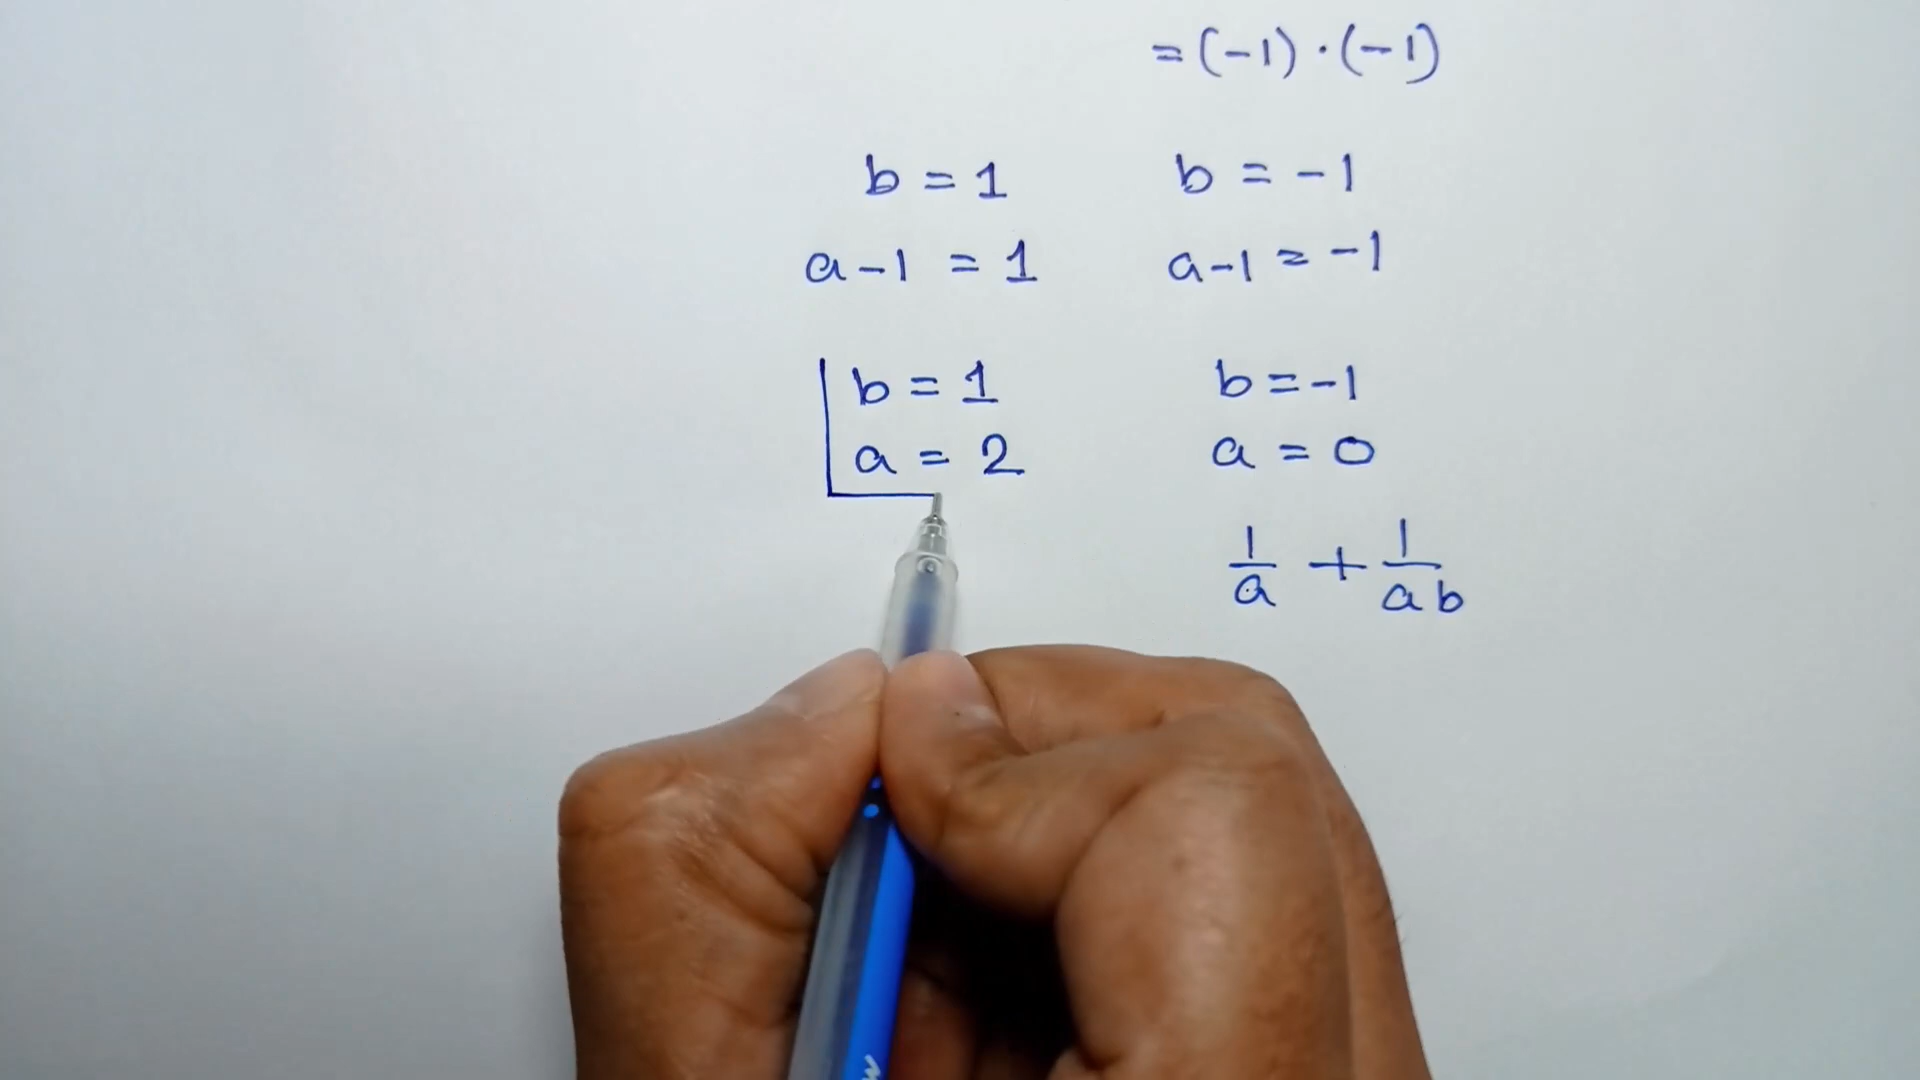 = (-1) · (-1)
b = 1
a - 1 = 1
b = -1
a - 1 = -1
b = 1
a = 2
b = -1
a = 0
1/a + 1/ab